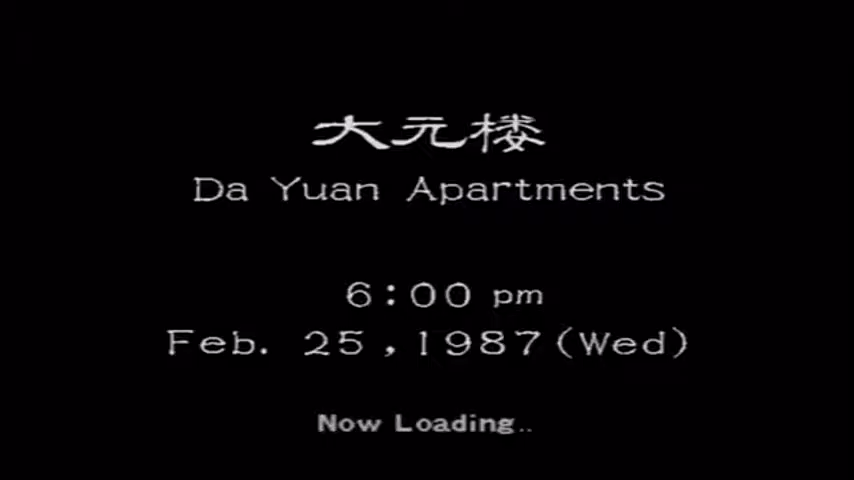 大元楼
Da Yuan Apartments
6:00 pm
Feb. 25,1987(Wed)
Now Loading..